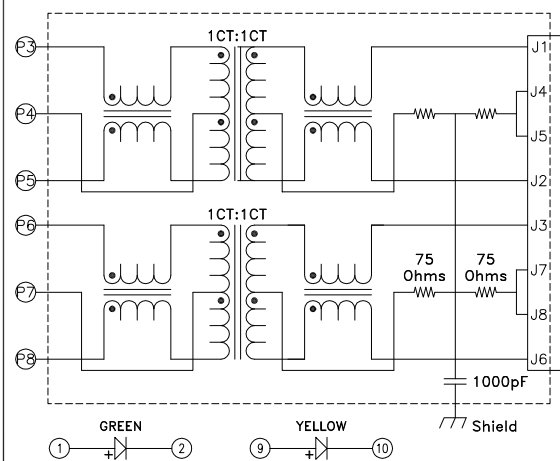 1CT:1CT
P3
J1
J4
P4
J5
P5
J2
1CT:1CT
P6
J3
75 Ohms
75 Ohms
J7
P7
J8
P8
J6
1000pF
Shield
GREEN
YELLOW
1
+
2
9
+
10